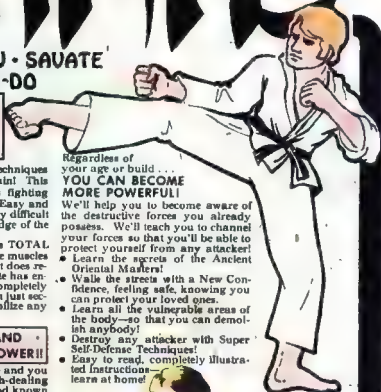 J • SAVATE
-DO
echniques
in! This
fighting
Easy and
y difficult
dge of the
TOTAL
e muscles
t does re-
te has en-
ompletely
n just sec-
bilize any
AND
OWER!!
and you
h-dealing
d known
Regardless of
your age or build . . .
YOU CAN BECOME
MORE POWERFUL!
We'll help you to become aware of
the destructive forces you already
possess. We'll teach you to channel
your forces so that you'll be able to
protect yourself from any attacker!
• Learn the secrets of the Ancient
Oriental Masters!
• Walk the streets with a New Con-
fidence, feeling safe, knowing you
can protect your loved ones.
• Learn all the vulnerable areas of
the body—so that you can demol-
ish anybody!
• Destroy any attacker with Super
Self-Defense Techniques!
• Easy to read, completely illustra-
ted Instructions—
learn at home!